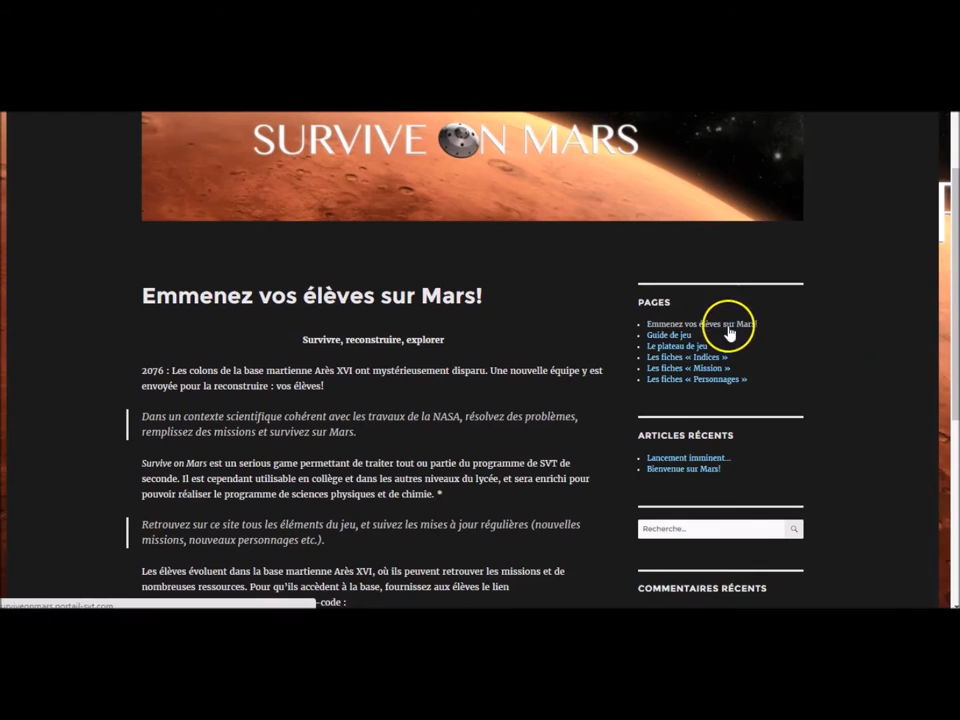 SURVIVE ON MARS
Emmenez vos élèves sur Mars!
Survivre, reconstruire, explorer
2076 : Les colons de la base martienne Arès XVI ont mystérieusement disparu. Une nouvelle équipe y est
envoyée pour la reconstruire : vos élèves!
Dans un contexte scientifique cohérent avec les travaux de la NASA, résolvez des problèmes,
remplissez des missions et survivez sur Mars.
Survive on Mars est un serious game permettant de traiter tout ou partie du programme de SVT de
seconde. Il est cependant utilisable en collège et dans les autres niveaux du lycée, et sera enrichi pour
pouvoir réaliser le programme de sciences physiques et de chimie. *
Retrouvez sur ce site tous les éléments du jeu, et suivez les mises à jour régulières (nouvelles
missions, nouveaux personnages etc.).
Les élèves évoluent dans la base martienne Arès XVI, où ils peuvent retrouver les missions et de
nombreuses ressources. Pour qu'ils accèdent à la base, fournissez aux élèves le lien
-code :
PAGES
Emmenez vos élèves sur Mars!
Guide de jeu
Le plateau de jeu
Les fiches « Indices »
Les fiches « Mission »
Les fiches « Personnages »
ARTICLES RÉCENTS
Lancement imminent...
Bienvenue sur Mars!
Recherche...
COMMENTAIRES RÉCENTS